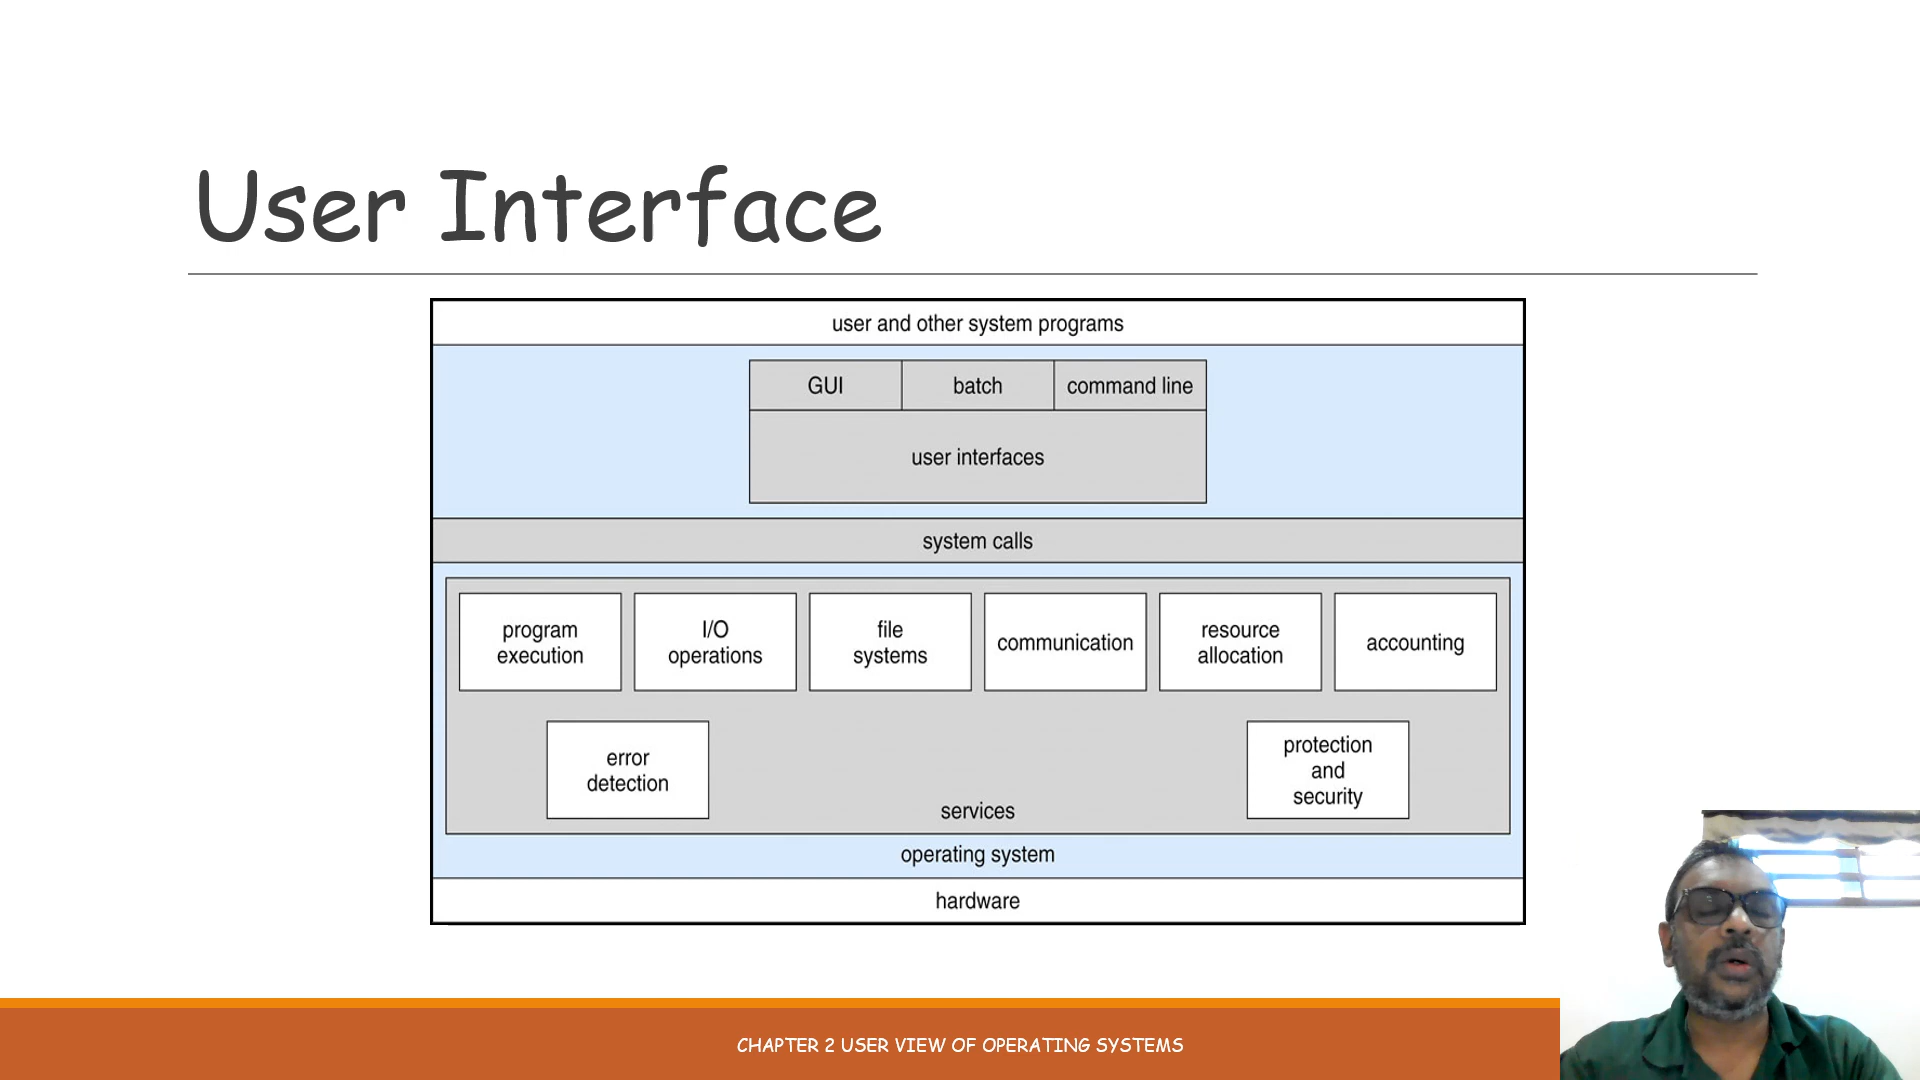 User Interface
user and other system programs
GUI
batch
command line
user interfaces
system calls
program
execution
I/O
operations
file
systems
communication
resource
allocation
accounting
error
detection
protection
and
security
services
operating system
hardware
CHAPTER 2 USER VIEW OF OPERATING SYSTEMS